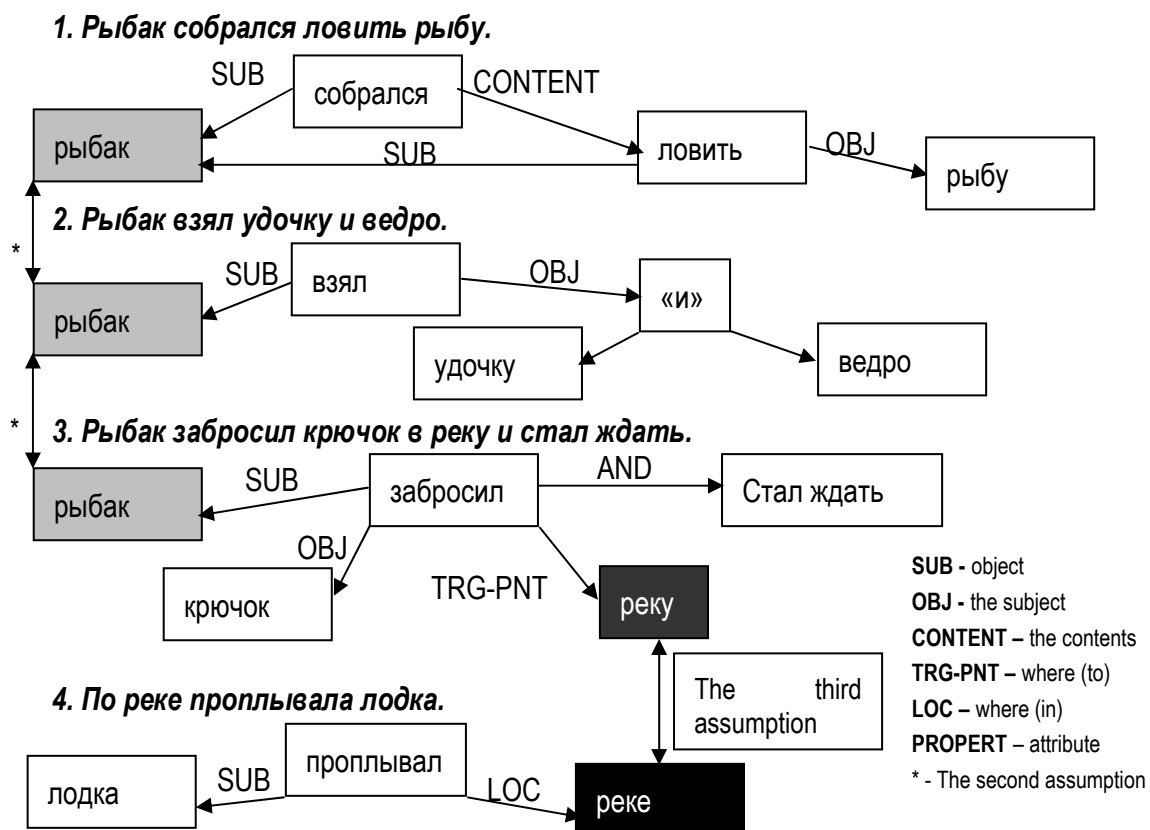 1. Рыбак собрался ловить рыбу.
SUB
собрался
CONTENT
рыбак
SUB
ловить
OBJ
рыбу
2. Рыбак взял удочку и ведро.
*
SUB
взял
OBJ
«и»
рыбак
удочку
ведро
*
3. Рыбак забросил крючок в реку и стал ждать.
рыбак
SUB
забросил
AND
Стал ждать
OBJ
крючок
TRG-PNT
реку
The third
assumption
4. По реке проплывала лодка.
лодка
SUB
проплывал
LOC
реке
SUB - object
OBJ - the subject
CONTENT – the contents
TRG-PNT – where (to)
LOC – where (in)
PROPERT – attribute
* - The second assumption